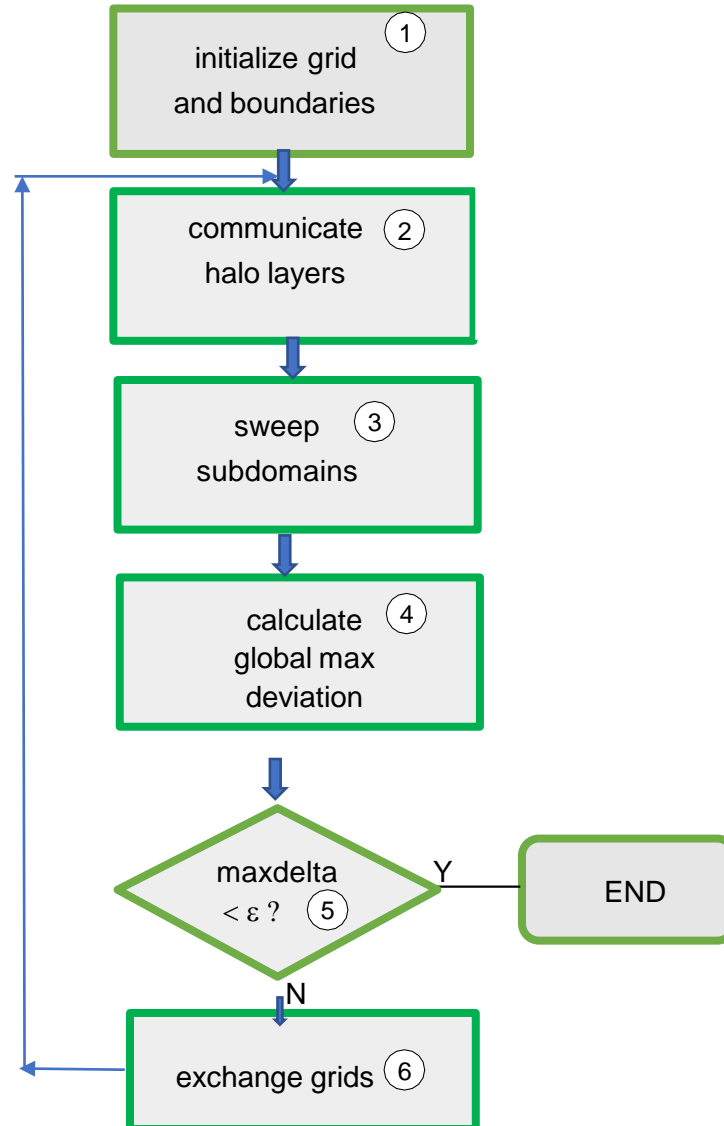 initialize grid ①
and boundaries
communicate ②
halo layers
sweep ③
subdomains
calculate ④
global max
deviation
maxdelta
< ε ? ⑤
Y
END
N
exchange grids ⑥